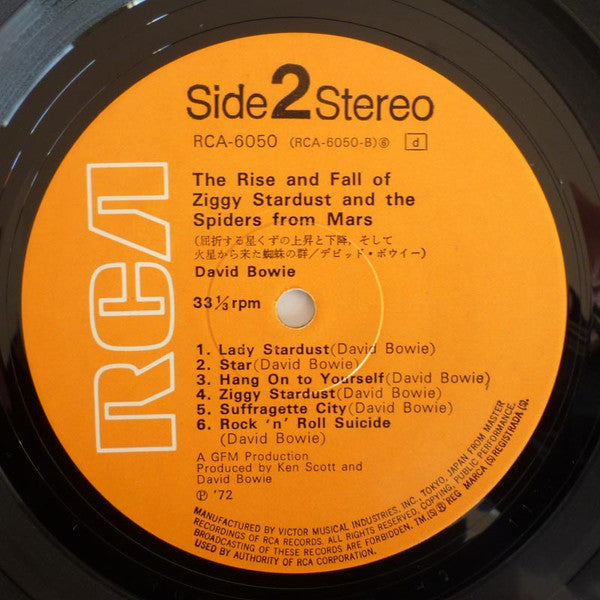 Side 2 Stereo
RCA-6050 (RCA-6050-B)⑧ d
RCA
The Rise and Fall of
Ziggy Stardust and the
Spiders from Mars
(屈折する星くずの上昇と下降、そして
火星から来た蜘蛛の群/デビッド・ボウイー)
David Bowie
33 1/3 rpm
1. Lady Stardust(David Bowie)
2. Star(David Bowie)
3. Hang On to Yourself(David Bowie)
4. Ziggy Stardust(David Bowie)
5. Suffragette City(David Bowie)
6. Rock 'n' Roll Suicide
(David Bowie)
A GFM Production
Produced by Ken Scott and
David Bowie
Ⓟ '72
MANUFACTURED BY VICTOR MUSICAL INDUSTRIES, INC. TOKYO, JAPAN FROM MASTER
RECORDINGS OF RCA RECORDS. ALL RIGHTS RESERVED, COPYING, PUBLIC PERFORMANCE,
BROADCASTING OF THESE RECORDS ARE FORBIDDEN. TM.(S) ® REG MARCA (S) REGISTRADA (S).
USED BY AUTHORITY OF RCA CORPORATION.